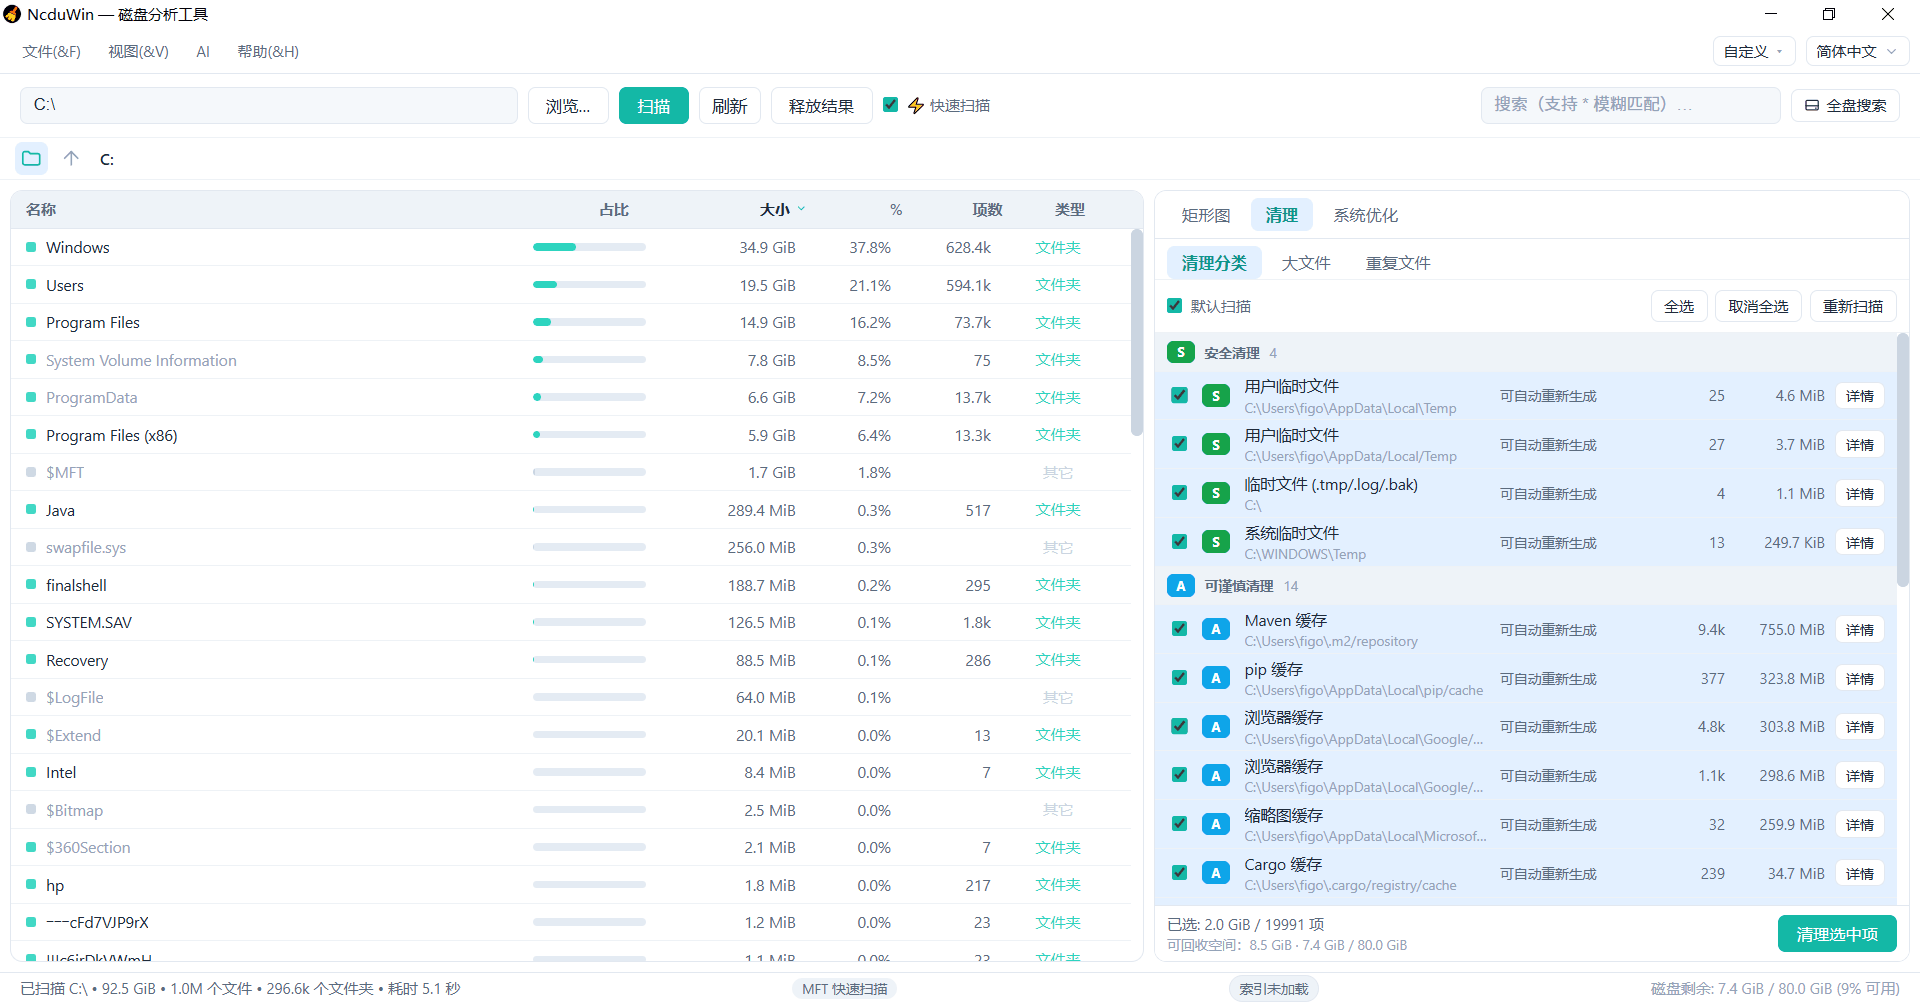 NcduWin — 磁盘分析工具
文件(&F) 视图(&V) AI 帮助(&H) 自定义 简体中文
C:\ 浏览... 扫描 刷新 释放结果 快速扫描 搜索（支持 * 模糊匹配）... 全盘搜索
C:
名称 占比 大小 % 项数 类型
Windows 34.9 GiB 37.8% 628.4k 文件夹
Users 19.5 GiB 21.1% 594.1k 文件夹
Program Files 14.9 GiB 16.2% 73.7k 文件夹
System Volume Information 7.8 GiB 8.5% 75 文件夹
ProgramData 6.6 GiB 7.2% 13.7k 文件夹
Program Files (x86) 5.9 GiB 6.4% 13.3k 文件夹
$MFT 1.7 GiB 1.8% 其它
Java 289.4 MiB 0.3% 517 文件夹
swapfile.sys 256.0 MiB 0.3% 其它
finalshell 188.7 MiB 0.2% 295 文件夹
SYSTEM.SAV 126.5 MiB 0.1% 1.8k 文件夹
Recovery 88.5 MiB 0.1% 286 文件夹
$LogFile 64.0 MiB 0.1% 其它
$Extend 20.1 MiB 0.0% 13 文件夹
Intel 8.4 MiB 0.0% 7 文件夹
$Bitmap 2.5 MiB 0.0% 其它
$360Section 2.1 MiB 0.0% 7 文件夹
hp 1.8 MiB 0.0% 217 文件夹
---cFd7VJP9rX 1.2 MiB 0.0% 23 文件夹
1.1 MiB 0.0% 23 文件夹
矩形图 清理 系统优化
清理分类 大文件 重复文件
默认扫描 全选 取消全选 重新扫描
S 安全清理 4
S 用户临时文件 可自动重新生成 25 4.6 MiB 详情
C:\Users\figo\AppData\Local\Temp
S 用户临时文件 可自动重新生成 27 3.7 MiB 详情
C:\Users\figo\AppData/Local/Temp
S 临时文件 (.tmp/.log/.bak) 可自动重新生成 4 1.1 MiB 详情
C:\
S 系统临时文件 可自动重新生成 13 249.7 KiB 详情
C:\WINDOWS\Temp
A 可谨慎清理 14
A Maven 缓存 可自动重新生成 9.4k 755.0 MiB 详情
C:\Users\figo\.m2/repository
A pip 缓存 可自动重新生成 377 323.8 MiB 详情
C:\Users\figo\AppData\Local\pip/cache
A 浏览器缓存 可自动重新生成 4.8k 303.8 MiB 详情
C:\Users\figo\AppData\Local\Google/...
A 浏览器缓存 可自动重新生成 1.1k 298.6 MiB 详情
C:\Users\figo\AppData\Local\Google/...
A 缩略图缓存 可自动重新生成 32 259.9 MiB 详情
C:\Users\figo\AppData\Local\Microsof...
A Cargo 缓存 可自动重新生成 239 34.7 MiB 详情
C:\Users\figo\.cargo/registry/cache
已选: 2.0 GiB / 19991 项 清理选中项
可回收空间: 8.5 GiB · 7.4 GiB / 80.0 GiB
已扫描 C:\ • 92.5 GiB • 1.0M 个文件 • 296.6k 个文件夹 • 耗时 5.1 秒 MFT 快速扫描 索引未加载 磁盘剩余: 7.4 GiB / 80.0 GiB (9% 可用)